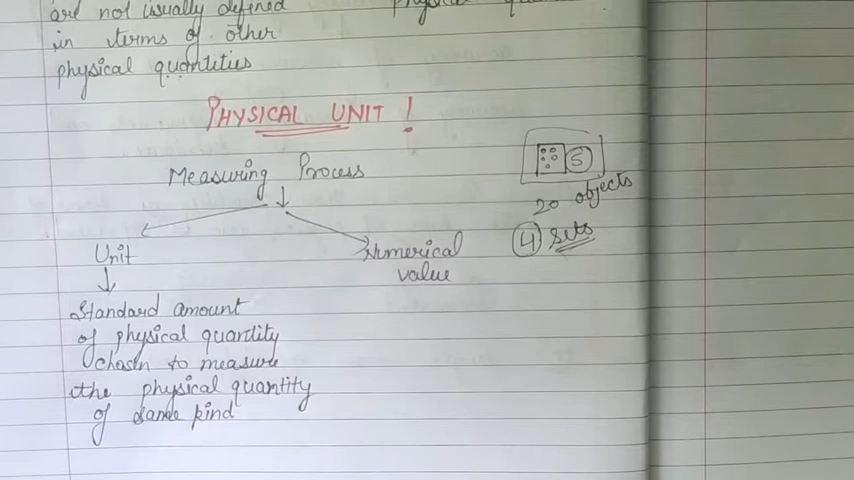 are not usually defined
in terms of other
physical quantities
PHYSICAL UNIT!
Measuring Process
Unit
Numerical
value
Standard amount
of physical quantity
chosen to measure
the physical quantity
of same kind
5
20 objects
4 sets